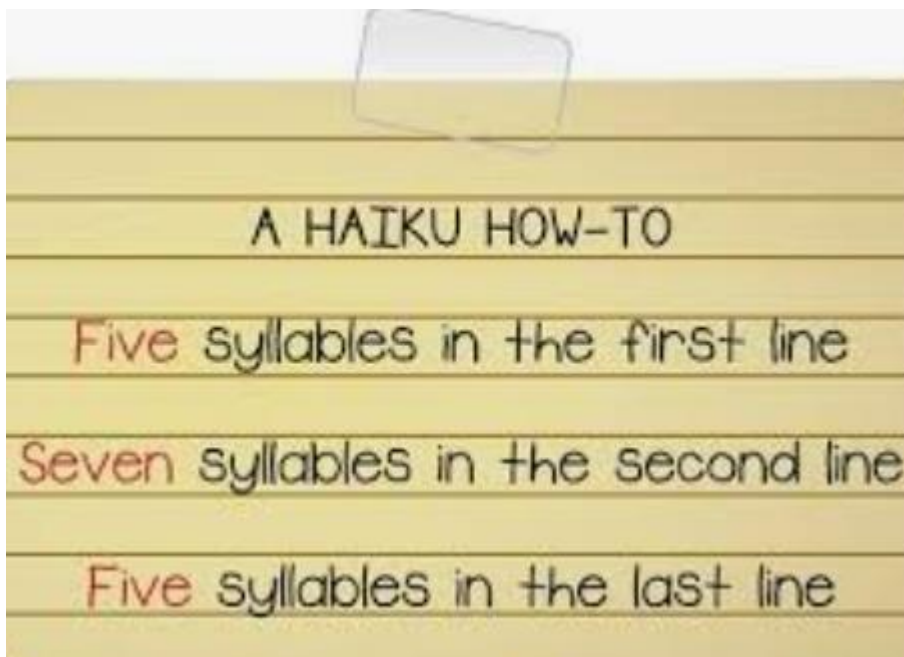 A HAIKU HOW-TO
Five syllables in the first line
Seven syllables in the second line
Five syllables in the last line